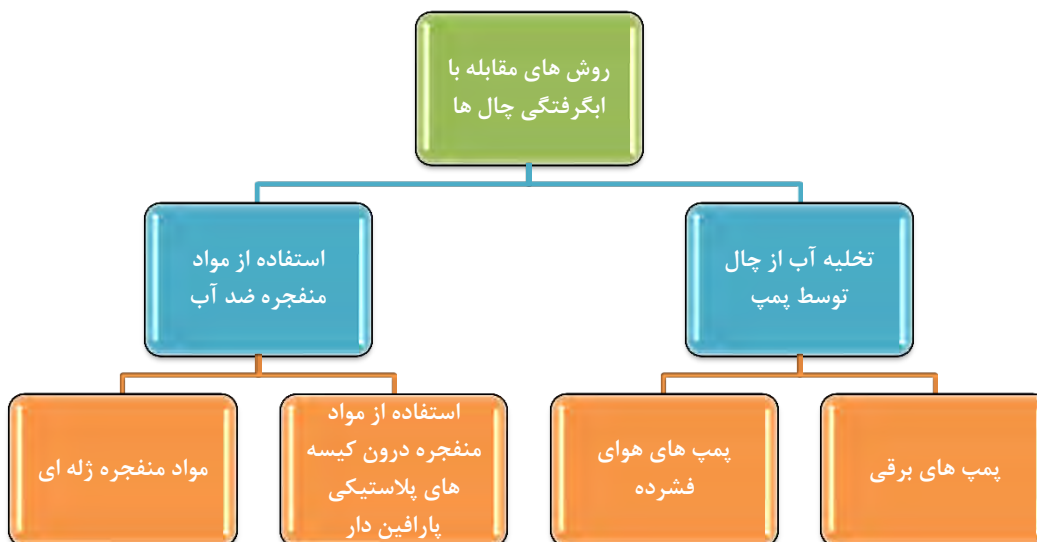 روش های مقابله با
ابگرفتگی چال ها
تخلیه آب از چال
توسط پمپ
استفاده از مواد
منفجره ضد آب
پمپ های برقی
پمپ های هوای
فشرده
استفاده از مواد
منفجره درون کیسه
های پلاستیکی
پارافین دار
مواد منفجره ژله ای